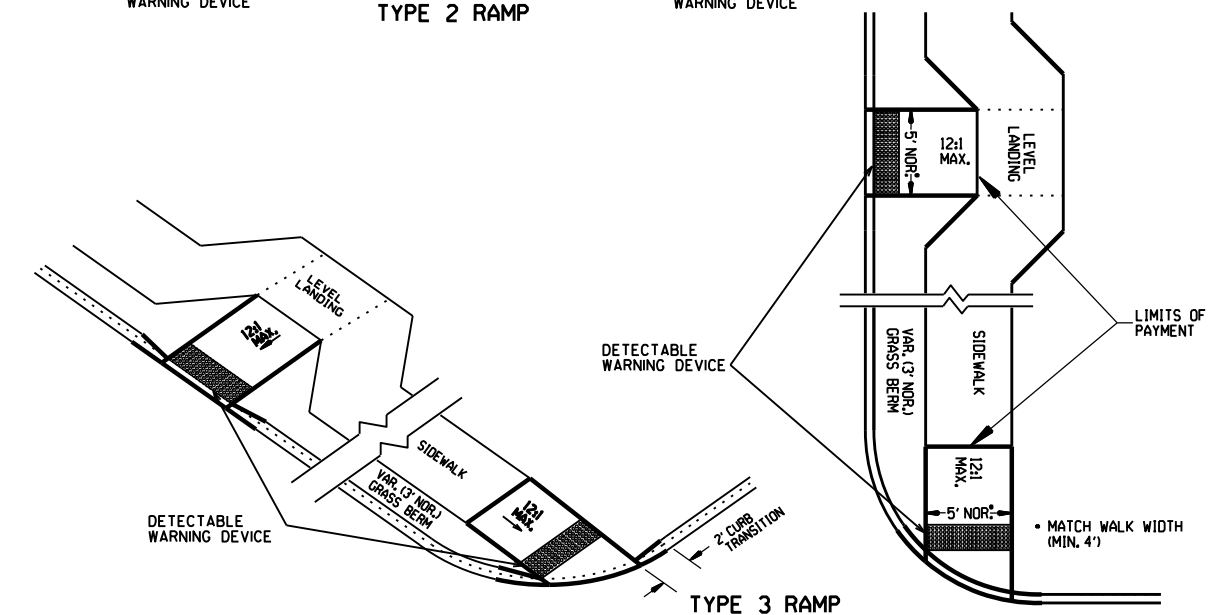 WARNING DEVICE
TYPE 2 RAMP
WARNING DEVICE
5' NOR.•
12:1
MAX.
LEVEL
LANDING
LEVEL
LANDING
12:1
MAX.
LIMITS OF
PAYMENT
DETECTABLE
WARNING DEVICE
VAR. (3' NOR.)
GRASS BERM
SIDEWALK
SIDEWALK
VAR. (3' NOR.)
GRASS BERM
12:1
MAX.
12:1
MAX.
5' NOR.•
DETECTABLE
WARNING DEVICE
2' CURB
TRANSITION
• MATCH WALK WIDTH
(MIN. 4')
TYPE 3 RAMP